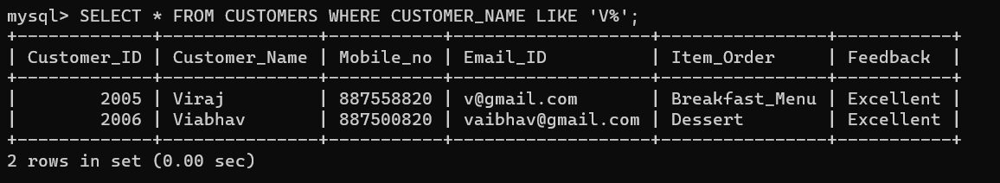 mysql> SELECT * FROM CUSTOMERS WHERE CUSTOMER_NAME LIKE 'V%';
+-------------+---------------+-----------+------------------+----------------+-----------+
| Customer_ID | Customer_Name | Mobile_no | Email_ID         | Item_Order     | Feedback  |
+-------------+---------------+-----------+------------------+----------------+-----------+
|        2005 | Viraj         | 887558820 | v@gmail.com      | Breakfast_Menu | Excellent |
|        2006 | Viabhav       | 887500820 | vaibhav@gmail.com | Dessert        | Excellent |
+-------------+---------------+-----------+------------------+----------------+-----------+
2 rows in set (0.00 sec)